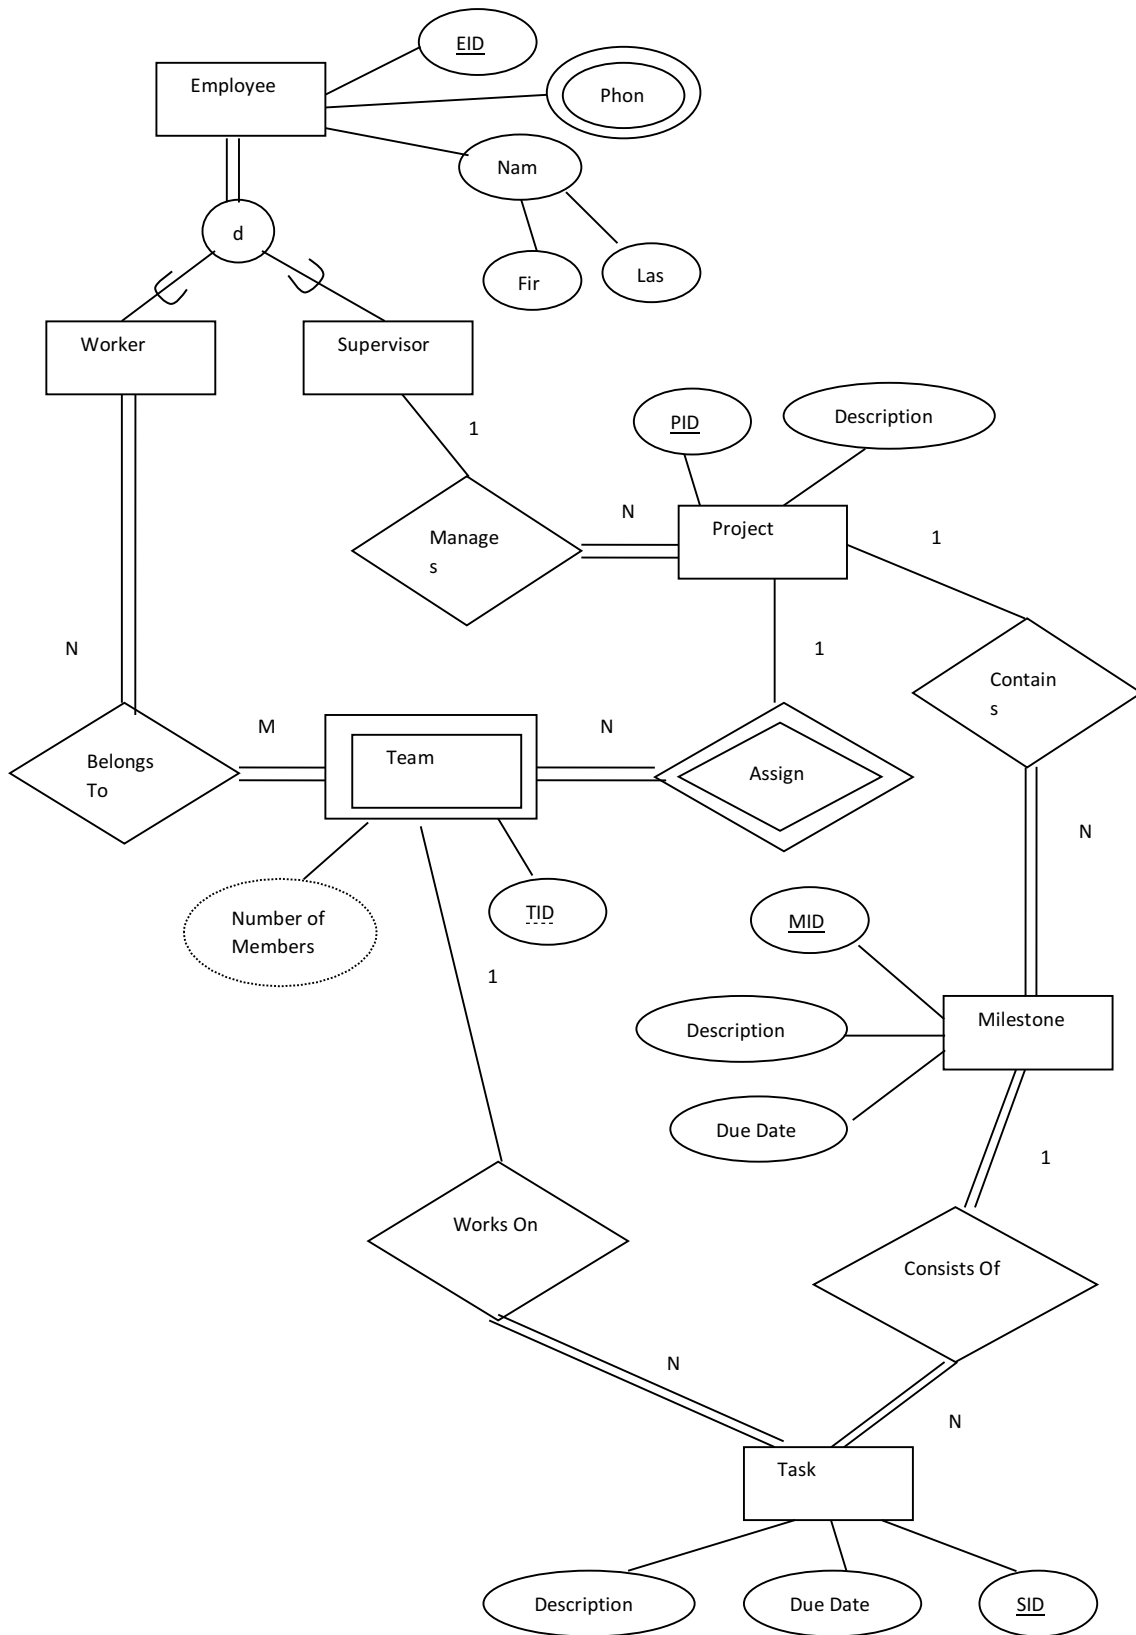 EID
Employee
Phon
Nam
d
Fir
Las
Worker
Supervisor
1
PID
Description
N
Project
Manage
s
1
N
1
Contain
s
M
N
Team
Belongs
To
Assign
N
Number of
Members
TID
MID
1
Milestone
Description
Due Date
1
Works On
Consists Of
N
N
Task
Description
Due Date
SID